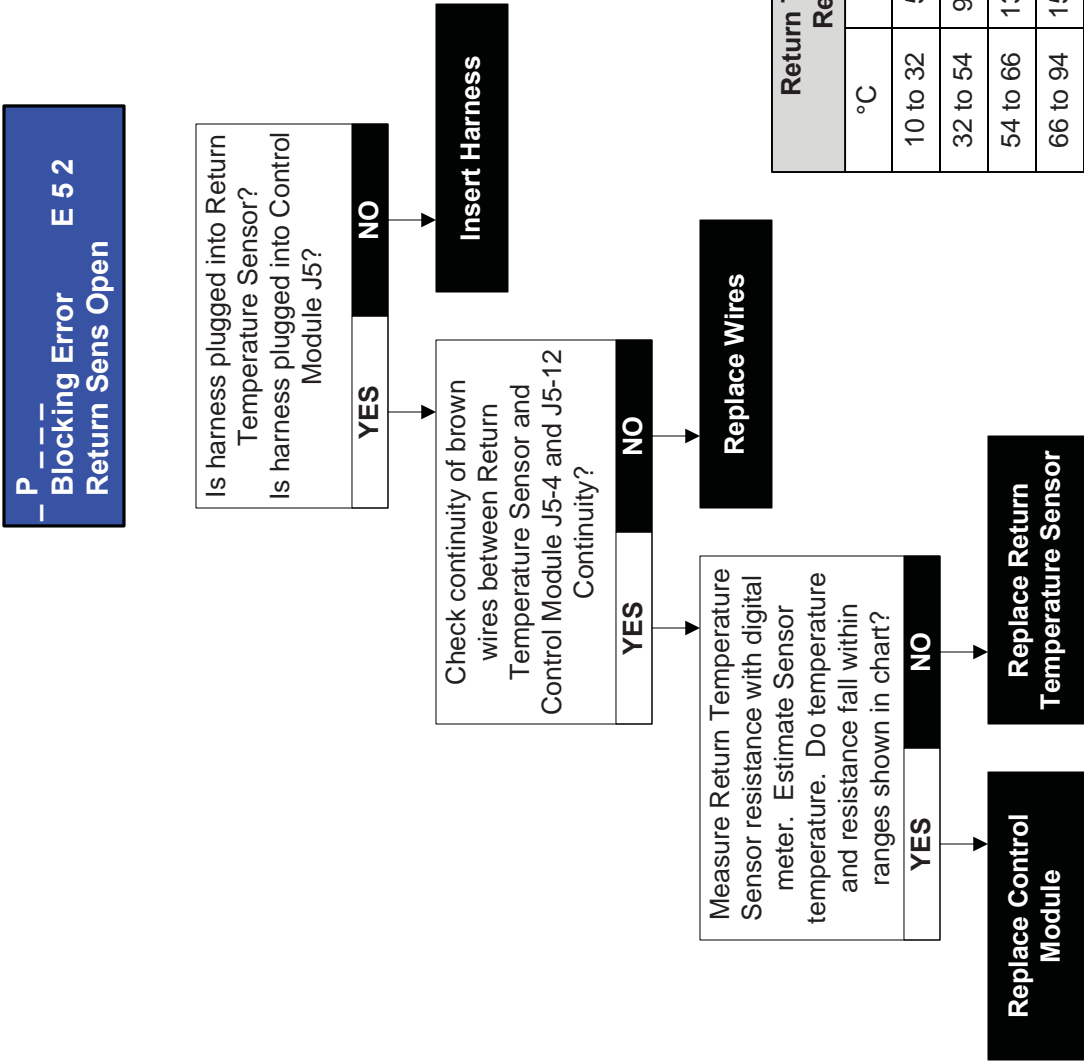 _ P _ _ _ _
Blocking Error E 5 2
Return Sens Open
Is harness plugged into Return
Temperature Sensor?
Is harness plugged into Control
Module J5?
YES NO
Insert Harness
Check continuity of brown
wires between Return
Temperature Sensor and
Control Module J5-4 and J5-12
Continuity?
YES NO
Replace Wires
Measure Return Temperature
Sensor resistance with digital
meter. Estimate Sensor
temperature. Do temperature
and resistance fall within
ranges shown in chart?
YES NO
Replace Control
Module
Replace Return
Temperature Sensor
Return
°C
10 to 32
32 to 54
54 to 66
66 to 94